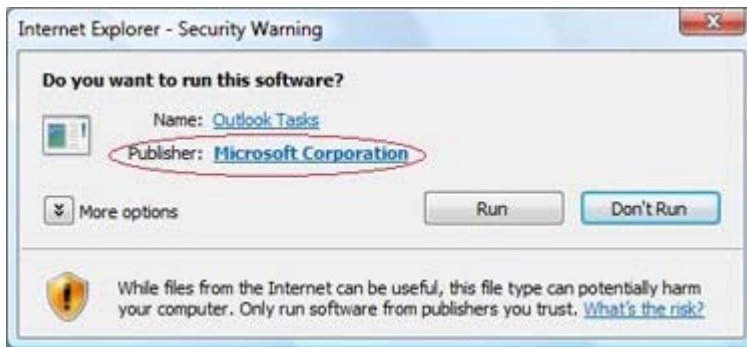 Internet Explorer - Security Warning
Do you want to run this software?
Name: Outlook Tasks
Publisher: Microsoft Corporation
More options
Run
Don't Run
While files from the Internet can be useful, this file type can potentially harm
your computer. Only run software from publishers you trust. What's the risk?